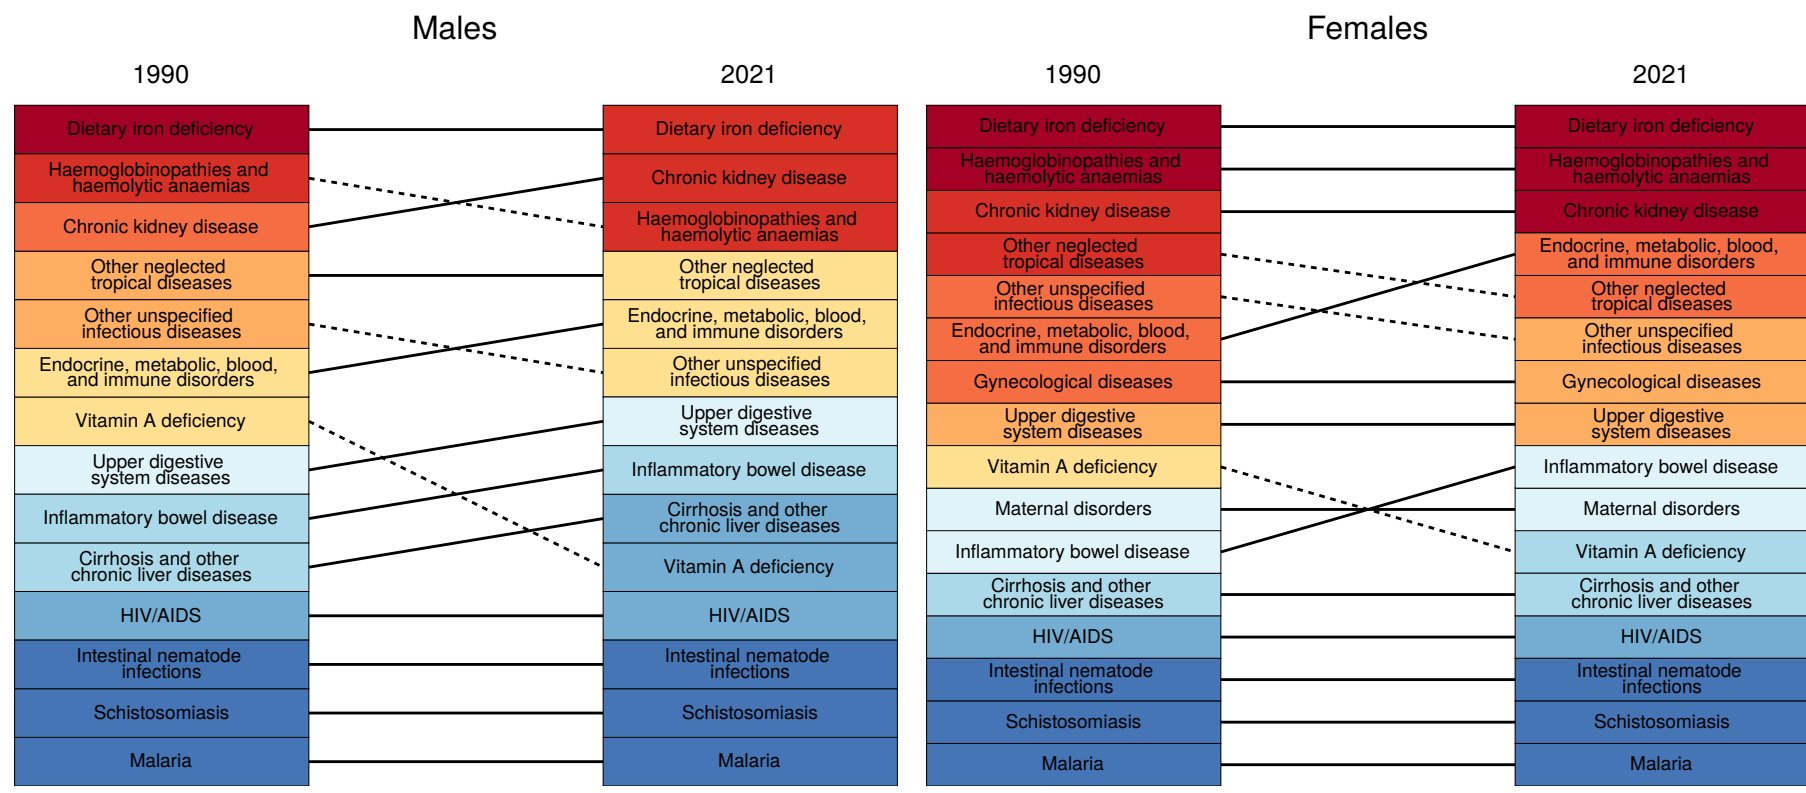 Males
1990
2021
Dietary iron deficiency
Haemoglobinopathies and
haemolytic anaemias
Chronic kidney disease
Other neglected
tropical diseases
Other unspecified
infectious diseases
Endocrine, metabolic, blood,
and immune disorders
Vitamin A deficiency
Upper digestive
system diseases
Inflammatory bowel disease
Cirrhosis and other
chronic liver diseases
HIV/AIDS
Intestinal nematode
infections
Schistosomiasis
Malaria
Dietary iron deficiency
Chronic kidney disease
Haemoglobinopathies and
haemolytic anaemias
Other neglected
tropical diseases
Endocrine, metabolic, blood,
and immune disorders
Other unspecified
infectious diseases
Upper digestive
system diseases
Inflammatory bowel disease
Cirrhosis and other
chronic liver diseases
Vitamin A deficiency
HIV/AIDS
Intestinal nematode
infections
Schistosomiasis
Malaria
Females
1990
2021
Dietary iron deficiency
Haemoglobinopathies and
haemolytic anaemias
Chronic kidney disease
Other neglected
tropical diseases
Other unspecified
infectious diseases
Endocrine, metabolic, blood,
and immune disorders
Gynecological diseases
Upper digestive
system diseases
Vitamin A deficiency
Maternal disorders
Inflammatory bowel disease
Cirrhosis and other
chronic liver diseases
HIV/AIDS
Intestinal nematode
infections
Schistosomiasis
Malaria
Dietary iron deficiency
Haemoglobinopathies and
haemolytic anaemias
Chronic kidney disease
Endocrine, metabolic, blood,
and immune disorders
Other neglected
tropical diseases
Other unspecified
infectious diseases
Gynecological diseases
Upper digestive
system diseases
Inflammatory bowel disease
Maternal disorders
Vitamin A deficiency
Cirrhosis and other
chronic liver diseases
HIV/AIDS
Intestinal nematode
infections
Schistosomiasis
Malaria